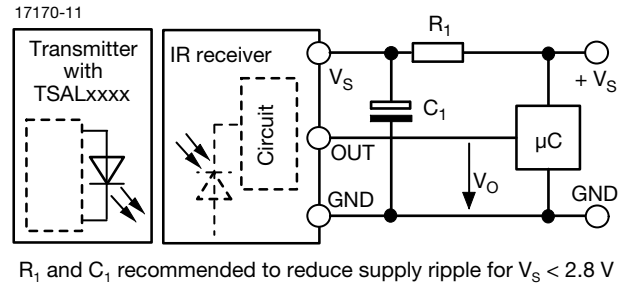 17170-11
Transmitter
with
TSALxxxx
IR receiver
Circuit
VS
OUT
GND
C1
R1
VO
µC
+ VS
GND
R1 and C1 recommended to reduce supply ripple for VS < 2.8 V